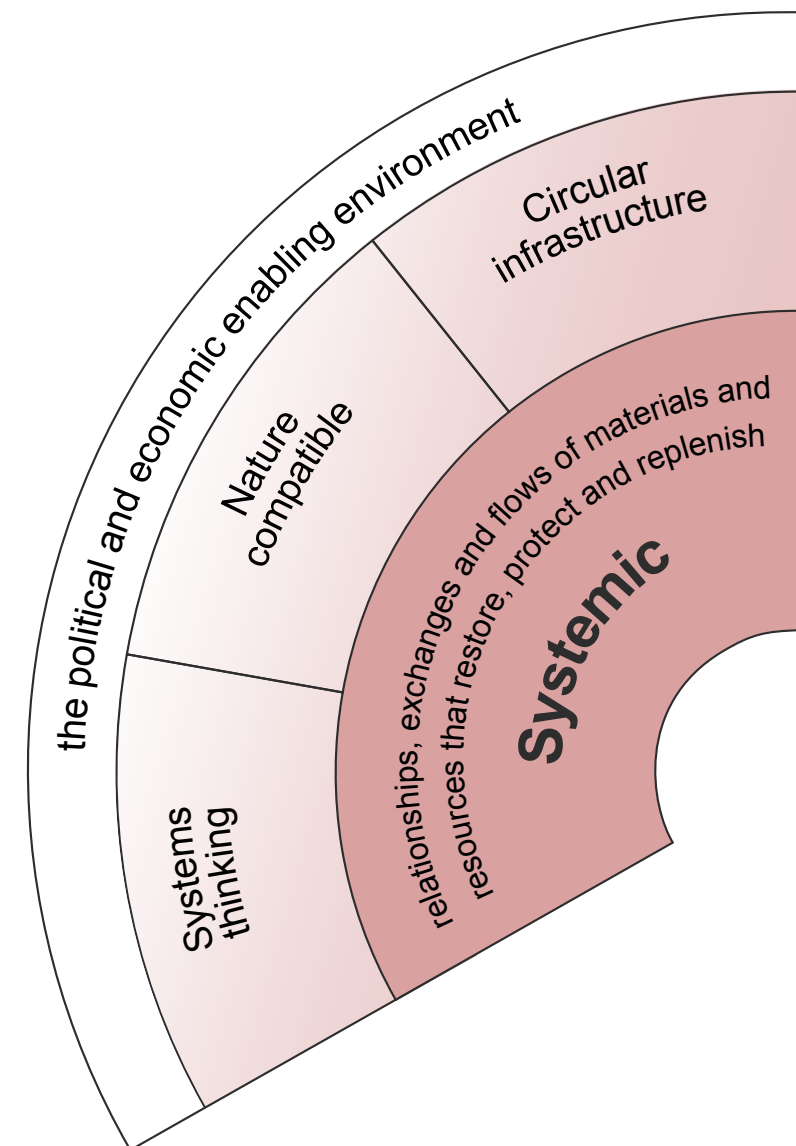 the political and economic enabling environment
Circular
infrastructure
Nature
compatible
Systems
thinking
relationships, exchanges and flows of materials and
resources that restore, protect and replenish
Systemic